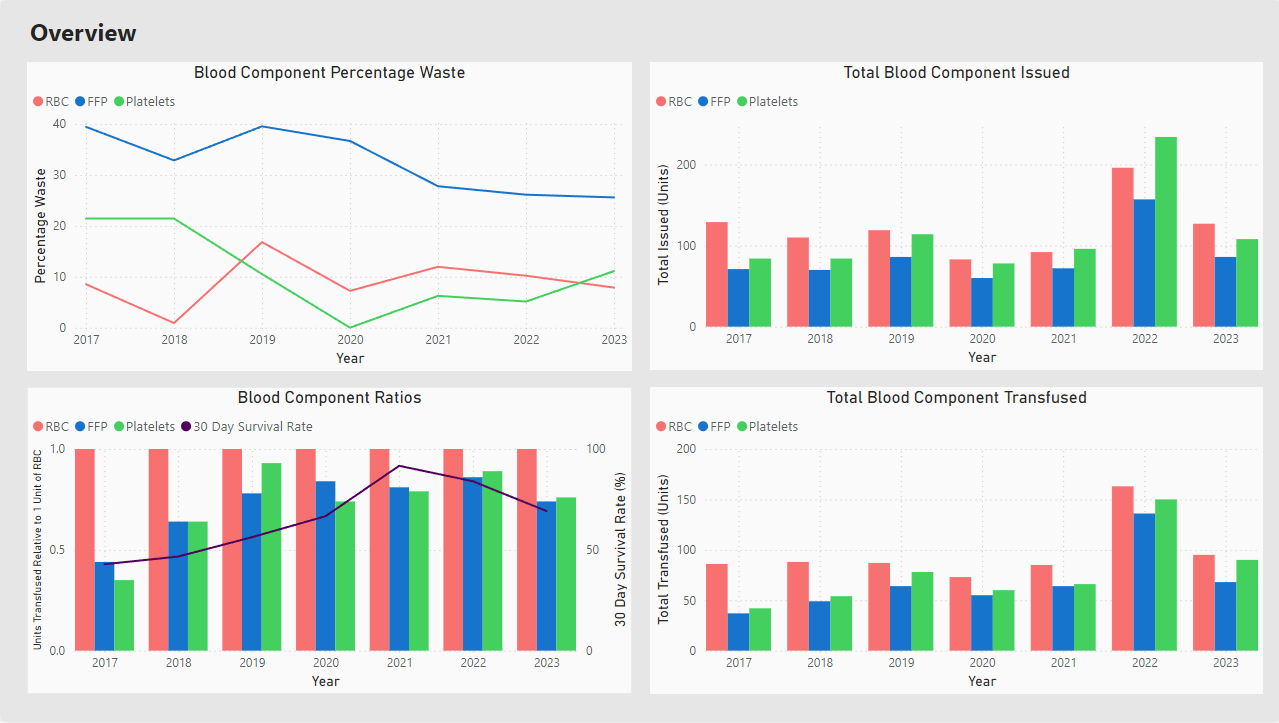 Overview
Blood Component Percentage Waste
RBC FFP Platelets
Percentage Waste
40
30
20
10
0
2017 2018 2019 2020 2021 2022 2023
Year
Total Blood Component Issued
RBC FFP Platelets
Total Issued (Units)
200
100
0
2017 2018 2019 2020 2021 2022 2023
Year
Blood Component Ratios
RBC FFP Platelets 30 Day Survival Rate
Units Transfused Relative to 1 Unit of RBC
1.0
0.5
0.0
100
50
0
30 Day Survival Rate (%)
2017 2018 2019 2020 2021 2022 2023
Year
Total Blood Component Transfused
RBC FFP Platelets
Total Transfused (Units)
200
150
100
50
0
2017 2018 2019 2020 2021 2022 2023
Year